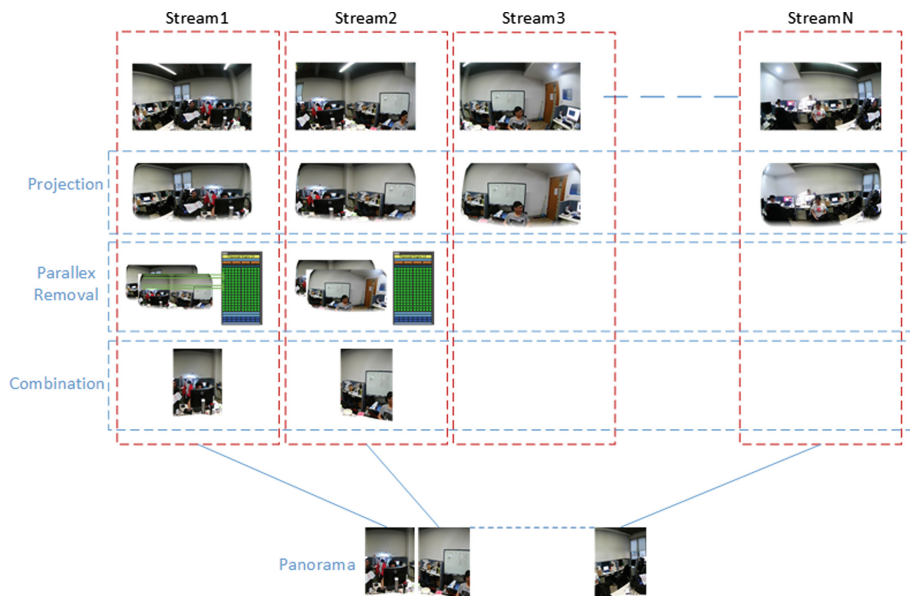 Stream1
Stream2
Stream3
StreamN
Projection
Parallex
Removal
Combination
Panorama